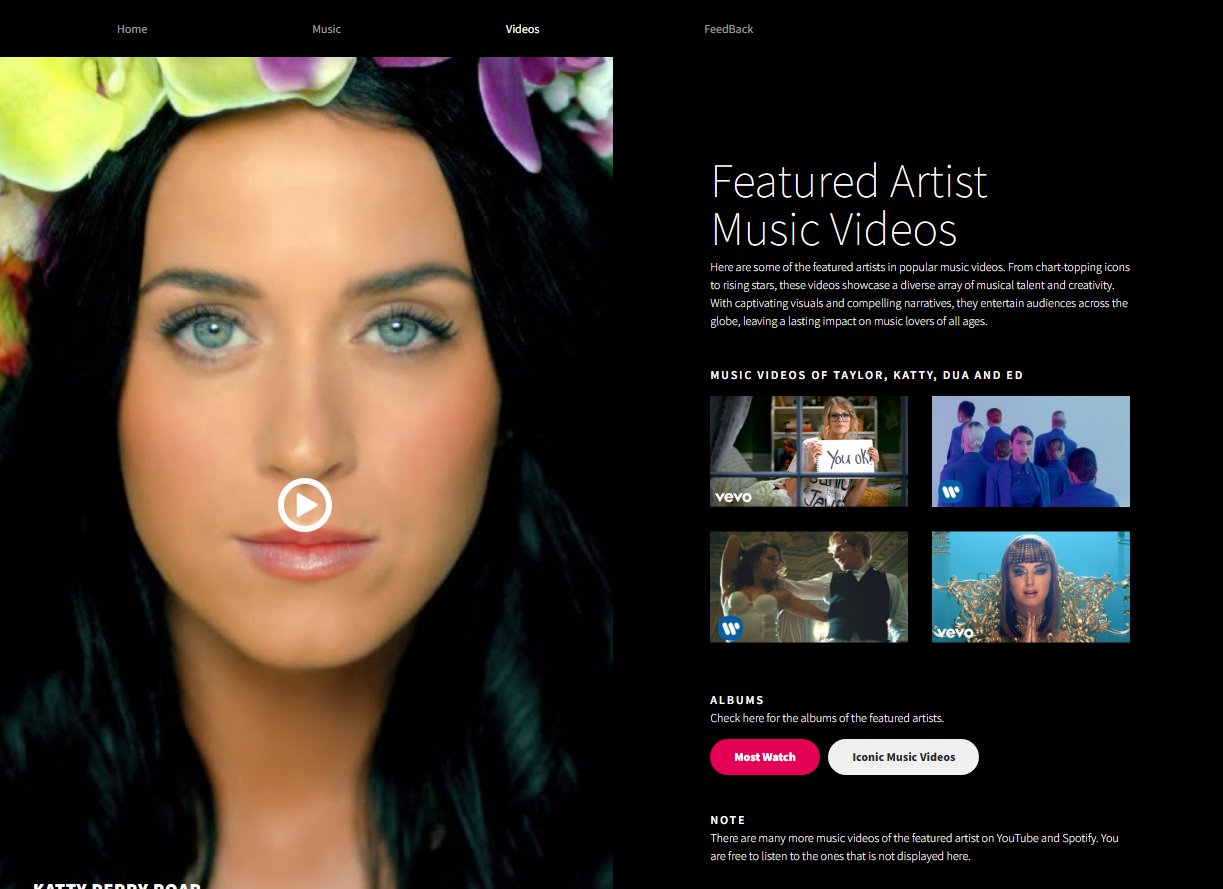 Home
Music
Videos
FeedBack
Featured Artist
Music Videos
Here are some of the featured artists in popular music videos. From chart-topping icons
to rising stars, these videos showcase a diverse array of musical talent and creativity.
With captivating visuals and compelling narratives, they entertain audiences across the
globe, leaving a lasting impact on music lovers of all ages.
MUSIC VIDEOS OF TAYLOR, KATTY, DUA AND ED
You ok?
vevo
vevo
ALBUMS
Check here for the albums of the featured artists.
Most Watch
Iconic Music Videos
NOTE
There are many more music videos of the featured artist on YouTube and Spotify. You
are free to listen to the ones that is not displayed here.
KATTY PERRY ROAR